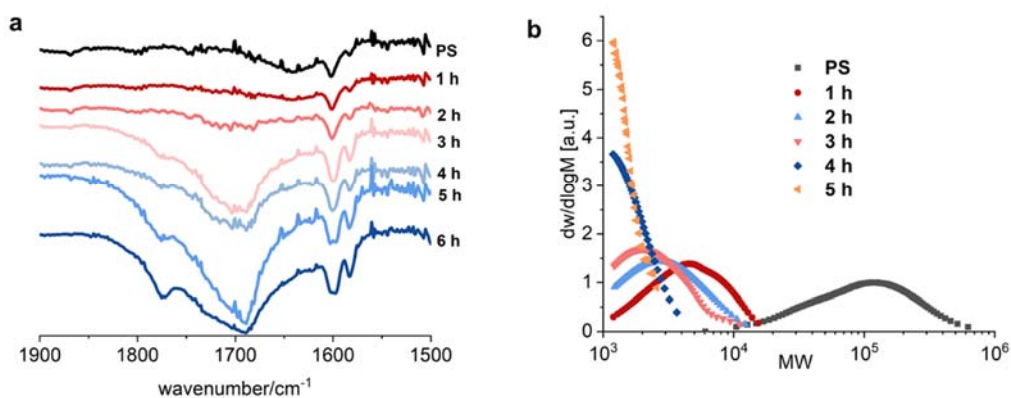 a
PS
1 h
2 h
3 h
4 h
5 h
6 h
1900 1800 1700 1600 1500
wavenumber/cm⁻¹
b
dw/dlogM [a.u.]
6
5
4
3
2
1
0
PS
1 h
2 h
3 h
4 h
5 h
10³ 10⁴ 10⁵ 10⁶
MW